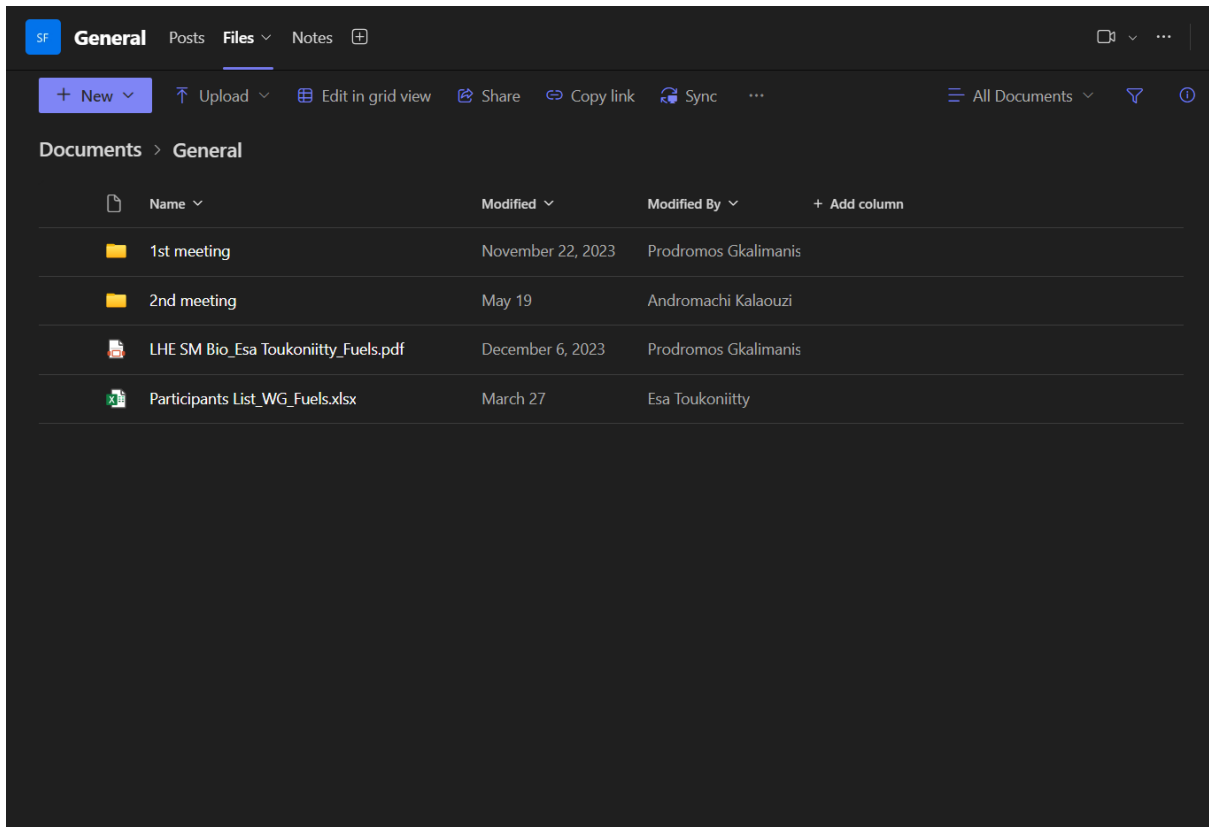 SF General Posts Files Notes
New Upload Edit in grid view Share Copy link Sync ... All Documents
Documents > General
Name Modified Modified By + Add column
1st meeting November 22, 2023 Prodromos Gkalimanis
2nd meeting May 19 Andromachi Kalaouzi
LHE SM Bio_Esa Toukoniitty_Fuels.pdf December 6, 2023 Prodromos Gkalimanis
Participants List_WG_Fuels.xlsx March 27 Esa Toukoniitty